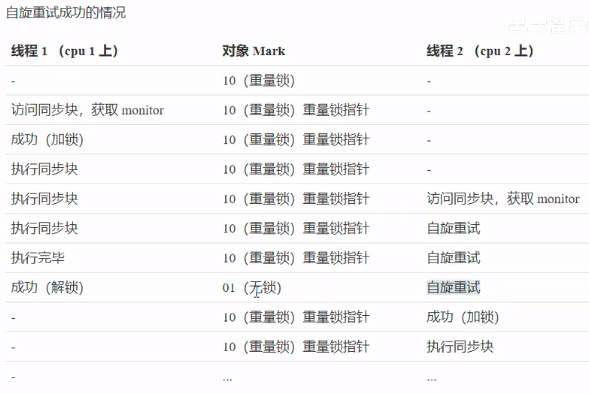 自旋重试成功的情况
线程 1 （cpu 1 上） 对象 Mark 线程 2 （cpu 2 上）
- 10（重量锁） -
访问同步块，获取 monitor 10（重量锁）重量锁指针 -
成功（加锁） 10（重量锁）重量锁指针 -
执行同步块 10（重量锁）重量锁指针 -
执行同步块 10（重量锁）重量锁指针 访问同步块，获取 monitor
执行同步块 10（重量锁）重量锁指针 自旋重试
执行完毕 10（重量锁）重量锁指针 自旋重试
成功（解锁） 01（无锁） 自旋重试
- 10（重量锁）重量锁指针 成功（加锁）
- 10（重量锁）重量锁指针 执行同步块
- ... ...